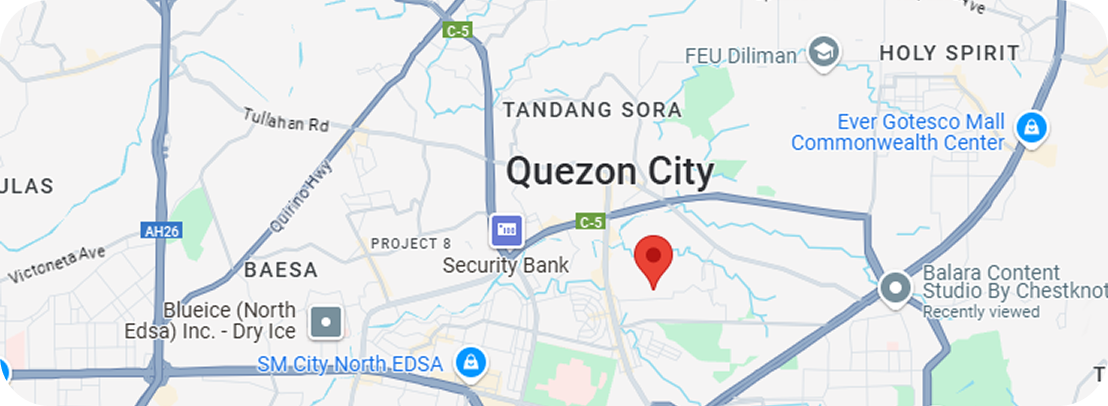 C-5
FEU Diliman
HOLY SPIRIT
Tullahan Rd
TANDANG SORA
Ever Gotesco Mall
Commonwealth Center
Quezon City
ULAS
Quirino Hwy
AH26
C-5
PROJECT 8
Victoneta Ave
BAESA
Security Bank
Balara Content
Studio By Chestknot
Recently viewed
Blueice (North
Edsa) Inc. - Dry Ice
SM City North EDSA
T